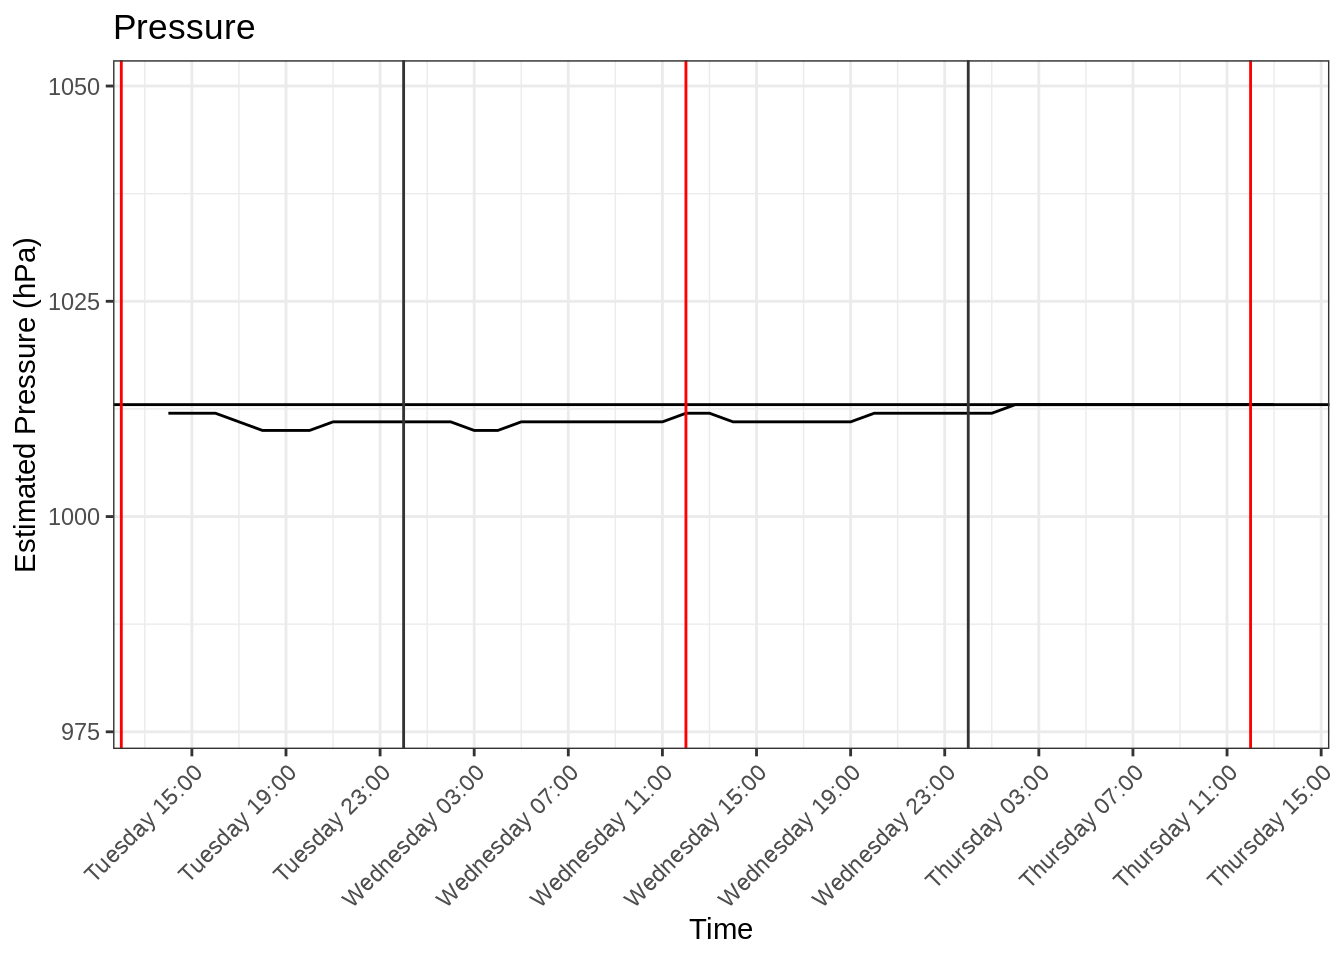 Pressure
Estimated Pressure (hPa)
1050
1025
1000
975
Tuesday 15:00
Tuesday 19:00
Tuesday 23:00
Wednesday 03:00
Wednesday 07:00
Wednesday 11:00
Wednesday 15:00
Wednesday 19:00
Wednesday 23:00
Thursday 03:00
Thursday 07:00
Thursday 11:00
Thursday 15:00
Time